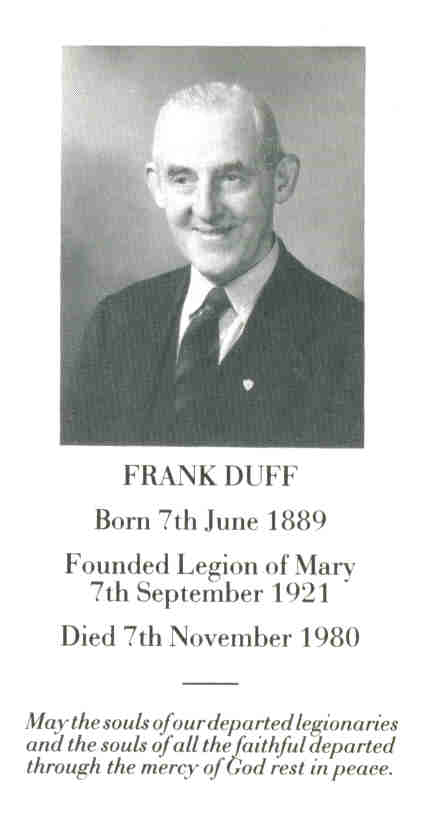 FRANK DUFF
Born 7th June 1889
Founded Legion of Mary
7th September 1921
Died 7th November 1980
May the souls of our departed legionaries
and the souls of all the faithful departed
through the mercy of God rest in peace.